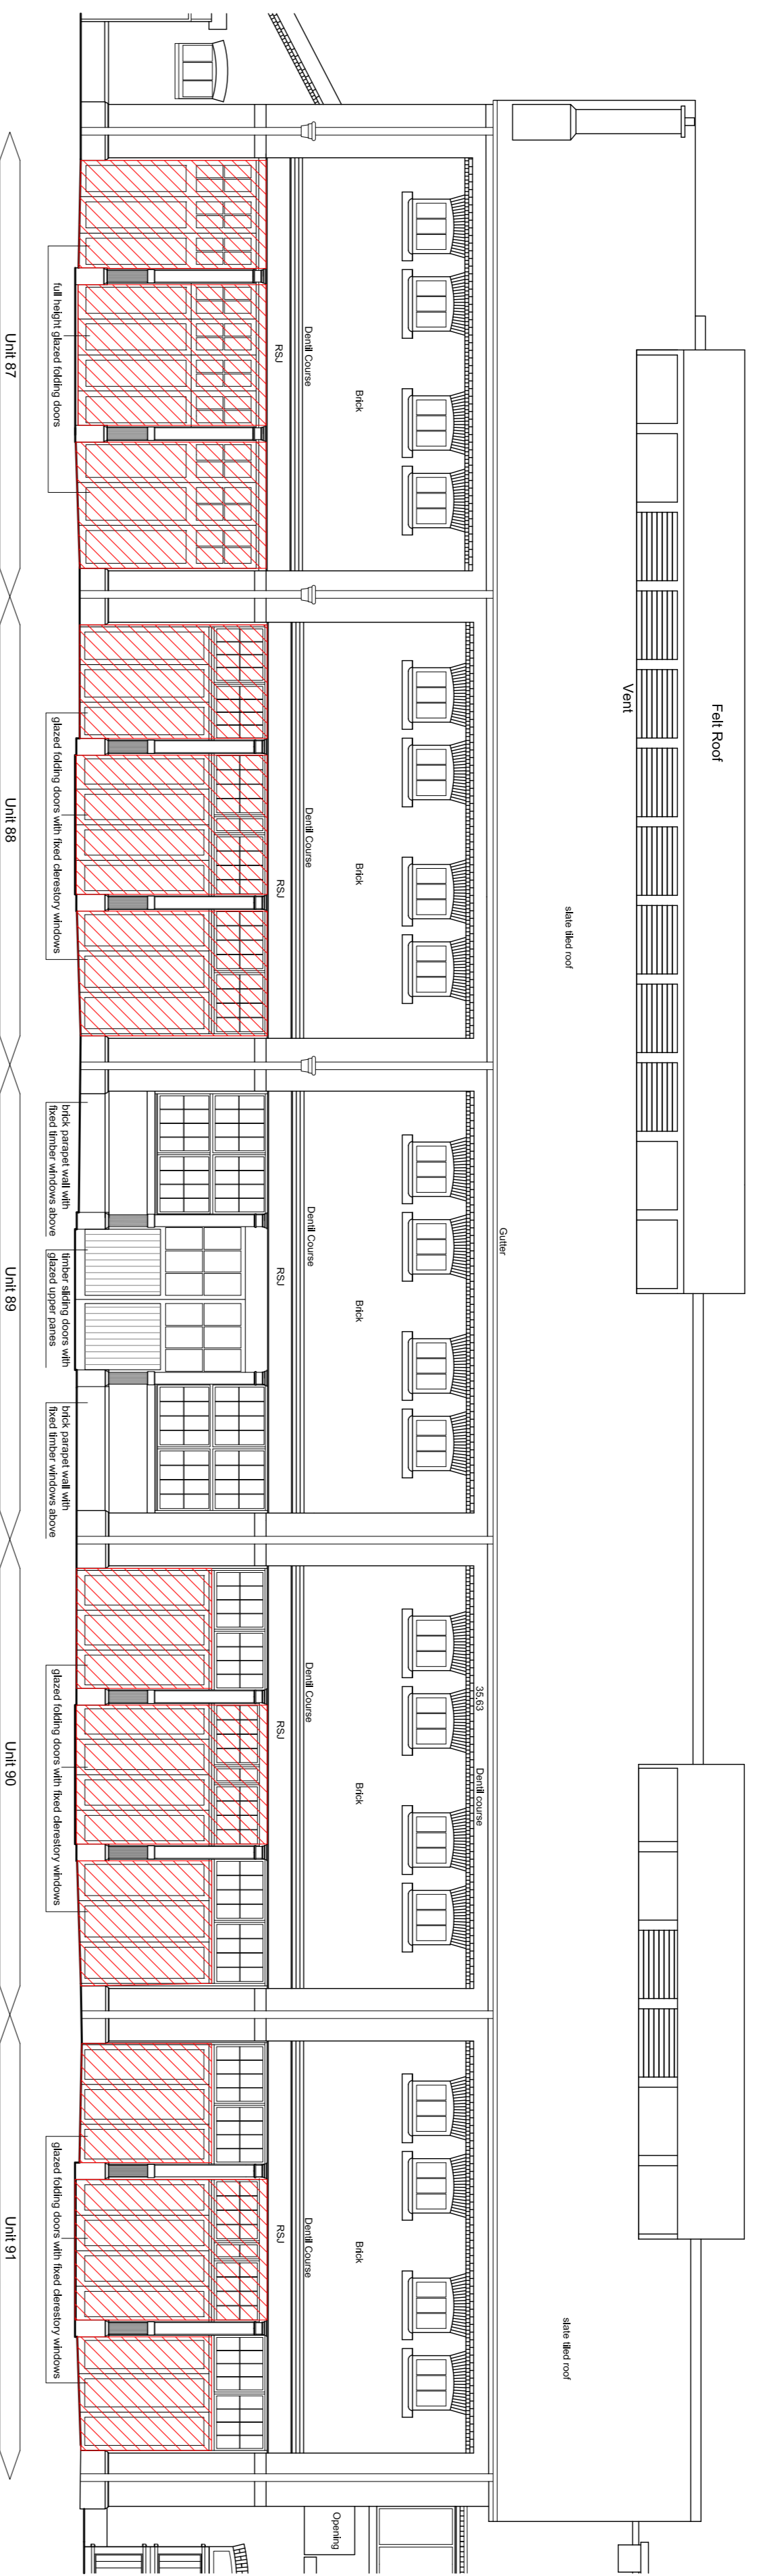 Felt Roof
Vent
slate tiled roof
slate tiled roof
Gutter
35.63
Dentil course
Brick
Brick
Brick
Brick
Brick
Opening
Dentil Course
Dentil Course
Dentil Course
Dentil Course
Dentil Course
RSJ
RSJ
RSJ
RSJ
RSJ
full height glazed folding doors
glazed folding doors with fixed clerestory windows
brick parapet wall with
fixed timber windows above
timber sliding doors with
glazed upper panes
brick parapet wall with
fixed timber windows above
glazed folding doors with fixed clerestory windows
glazed folding doors with fixed clerestory windows
Unit 87
Unit 88
Unit 89
Unit 90
Unit 91